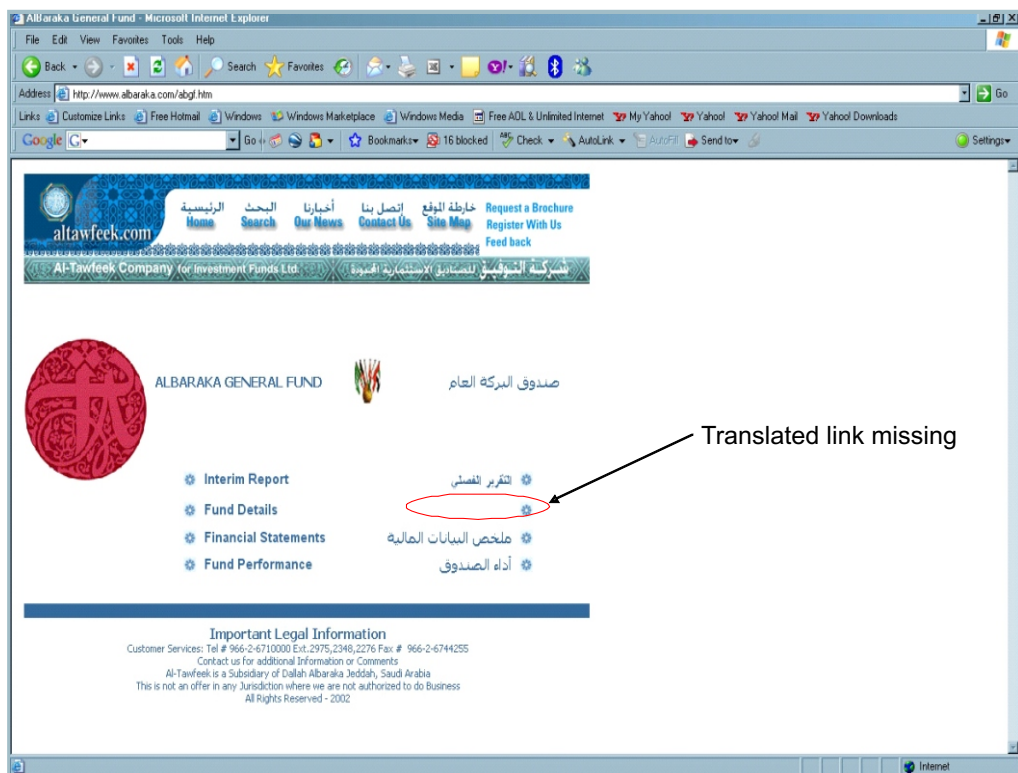 AlBaraka General Fund - Microsoft Internet Explorer
File Edit View Favorites Tools Help
Back Search Favorites
Address http://www.albaraka.com/abgf.htm Go
Links Customize Links Free Hotmail Windows Windows Marketplace Windows Media Free AOL & Unlimited Internet My Yahoo! Yahoo! Yahoo! Mail Yahoo! Downloads
Google Go Bookmarks 16 blocked Check AutoLink AutoFill Send to Settings
الرئيسية البحث أخبارنا إتصل بنا خارطة الموقع
Home Search Our News Contact Us Site Map
Request a Brochure
Register With Us
Feed back
altawfeek.com
Al-Tawfeek Company for Investment Funds Ltd. شركة التوفيق للصناديق الاستثمارية المحدودة
ALBARAKA GENERAL FUND صندوق البركة العام
Translated link missing
Interim Report التقرير الفصلي
Fund Details
Financial Statements ملخص البيانات المالية
Fund Performance أداء الصندوق
Important Legal Information
Customer Services: Tel # 966-2-6710000 Ext.2975,2348,2276 Fax # 966-2-6744255
Contact us for additional Information or Comments
Al-Tawfeek is a Subsidiary of Dallah Albaraka Jeddah, Saudi Arabia
This is not an offer in any Jurisdiction where we are not authorized to do Business
All Rights Reserved - 2002
Internet